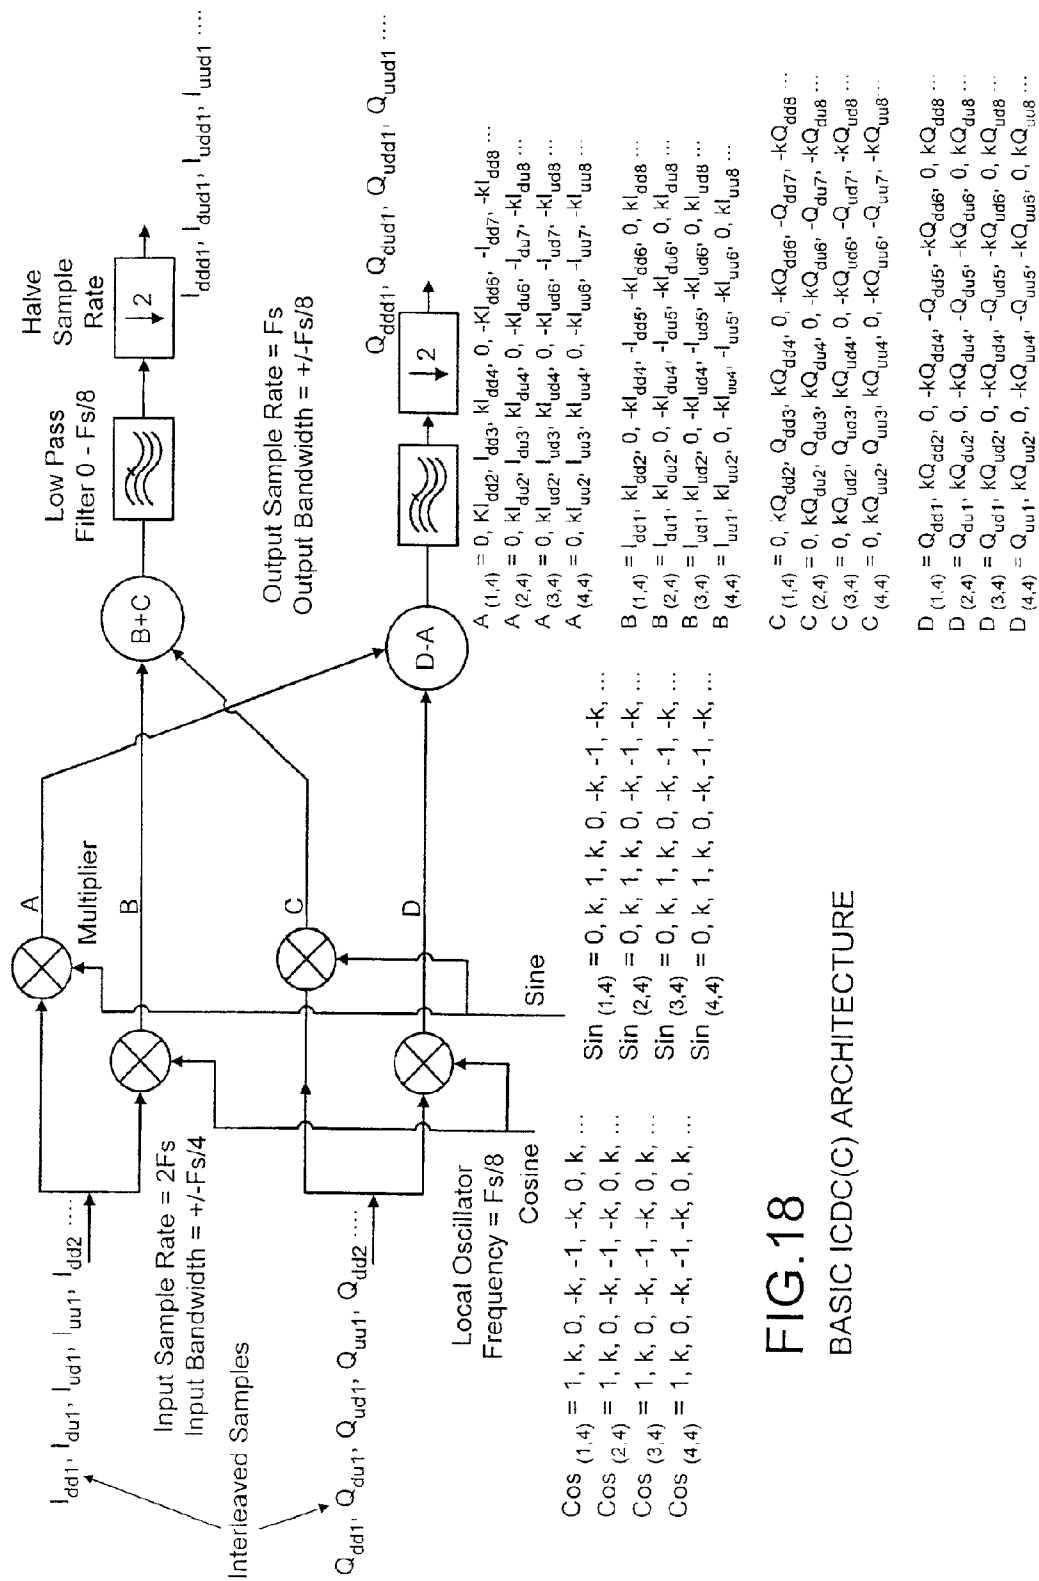 I_dd1, I_du1, I_ud1, I_uu1, I_dd2 ....
Input Sample Rate = 2Fs
Input Bandwidth = +/-Fs/4
Interleaved Samples
Q_dd1, Q_du1, Q_ud1, Q_uu1, Q_dd2 ....
Local Oscillator
Frequency = Fs/8
Cosine
Sine
Multiplier
A
B
C
D
B+C
D-A
Low Pass
Filter 0 - Fs/8
Halve
Sample
Rate
↓2
I_ddd1, I_dud1, I_udd1, I_uud1 ....
Output Sample Rate = Fs
Output Bandwidth = +/-Fs/8
↓2
Q_ddd1, Q_dud1, Q_udd1, Q_uud1 ....
Cos (1,4) = 1, k, 0, -k, -1, -k, 0, k, ...
Cos (2,4) = 1, k, 0, -k, -1, -k, 0, k, ...
Cos (3,4) = 1, k, 0, -k, -1, -k, 0, k, ...
Cos (4,4) = 1, k, 0, -k, -1, -k, 0, k, ...
Sin (1,4) = 0, k, 1, k, 0, -k, -1, -k, ...
Sin (2,4) = 0, k, 1, k, 0, -k, -1, -k, ...
Sin (3,4) = 0, k, 1, k, 0, -k, -1, -k, ...
Sin (4,4) = 0, k, 1, k, 0, -k, -1, -k, ...
A (1,4) = 0, kI_dd2, I_dd3, kI_dd4, 0, -kI_dd6, -I_dd7, -kI_dd8 ...
A (2,4) = 0, kI_du2, I_du3, kI_du4, 0, -kI_du6, -I_du7, -kI_du8 ...
A (3,4) = 0, kI_ud2, I_ud3, kI_ud4, 0, -kI_ud6, -I_ud7, -kI_ud8 ...
A (4,4) = 0, kI_uu2, I_uu3, kI_uu4, 0, -kI_uu6, -I_uu7, -kI_uu8 ...
B (1,4) = I_dd1, kI_dd2, 0, -kI_dd4, -I_dd5, -kI_dd6, 0, kI_dd8 ...
B (2,4) = I_du1, kI_du2, 0, -kI_du4, -I_du5, -kI_du6, 0, kI_du8 ...
B (3,4) = I_ud1, kI_ud2, 0, -kI_ud4, -I_ud5, -kI_ud6, 0, kI_ud8 ...
B (4,4) = I_uu1, kI_uu2, 0, -kI_uu4, -I_uu5, -kI_uu6, 0, kI_uu8 ...
C (1,4) = 0, kQ_dd2, Q_dd3, kQ_dd4, 0, -kQ_dd6, -Q_dd7, -kQ_dd8 ...
C (2,4) = 0, kQ_du2, Q_du3, kQ_du4, 0, -kQ_du6, -Q_du7, -kQ_du8 ...
C (3,4) = 0, kQ_ud2, Q_ud3, kQ_ud4, 0, -kQ_ud6, -Q_ud7, -kQ_ud8 ...
C (4,4) = 0, kQ_uu2, Q_uu3, kQ_uu4, 0, -kQ_uu6, -Q_uu7, -kQ_uu8 ...
D (1,4) = Q_dd1, kQ_dd2, 0, -kQ_dd4, -Q_dd5, -kQ_dd6, 0, kQ_dd8 ...
D (2,4) = Q_du1, kQ_du2, 0, -kQ_du4, -Q_du5, -kQ_du6, 0, kQ_du8 ...
D (3,4) = Q_ud1, kQ_ud2, 0, -kQ_ud4, -Q_ud5, -kQ_ud6, 0, kQ_ud8 ...
D (4,4) = Q_uu1, kQ_uu2, 0, -kQ_uu4, -Q_uu5, -kQ_uu6, 0, kQ_uu8 ...
FIG.18
BASIC ICDC(C) ARCHITECTURE